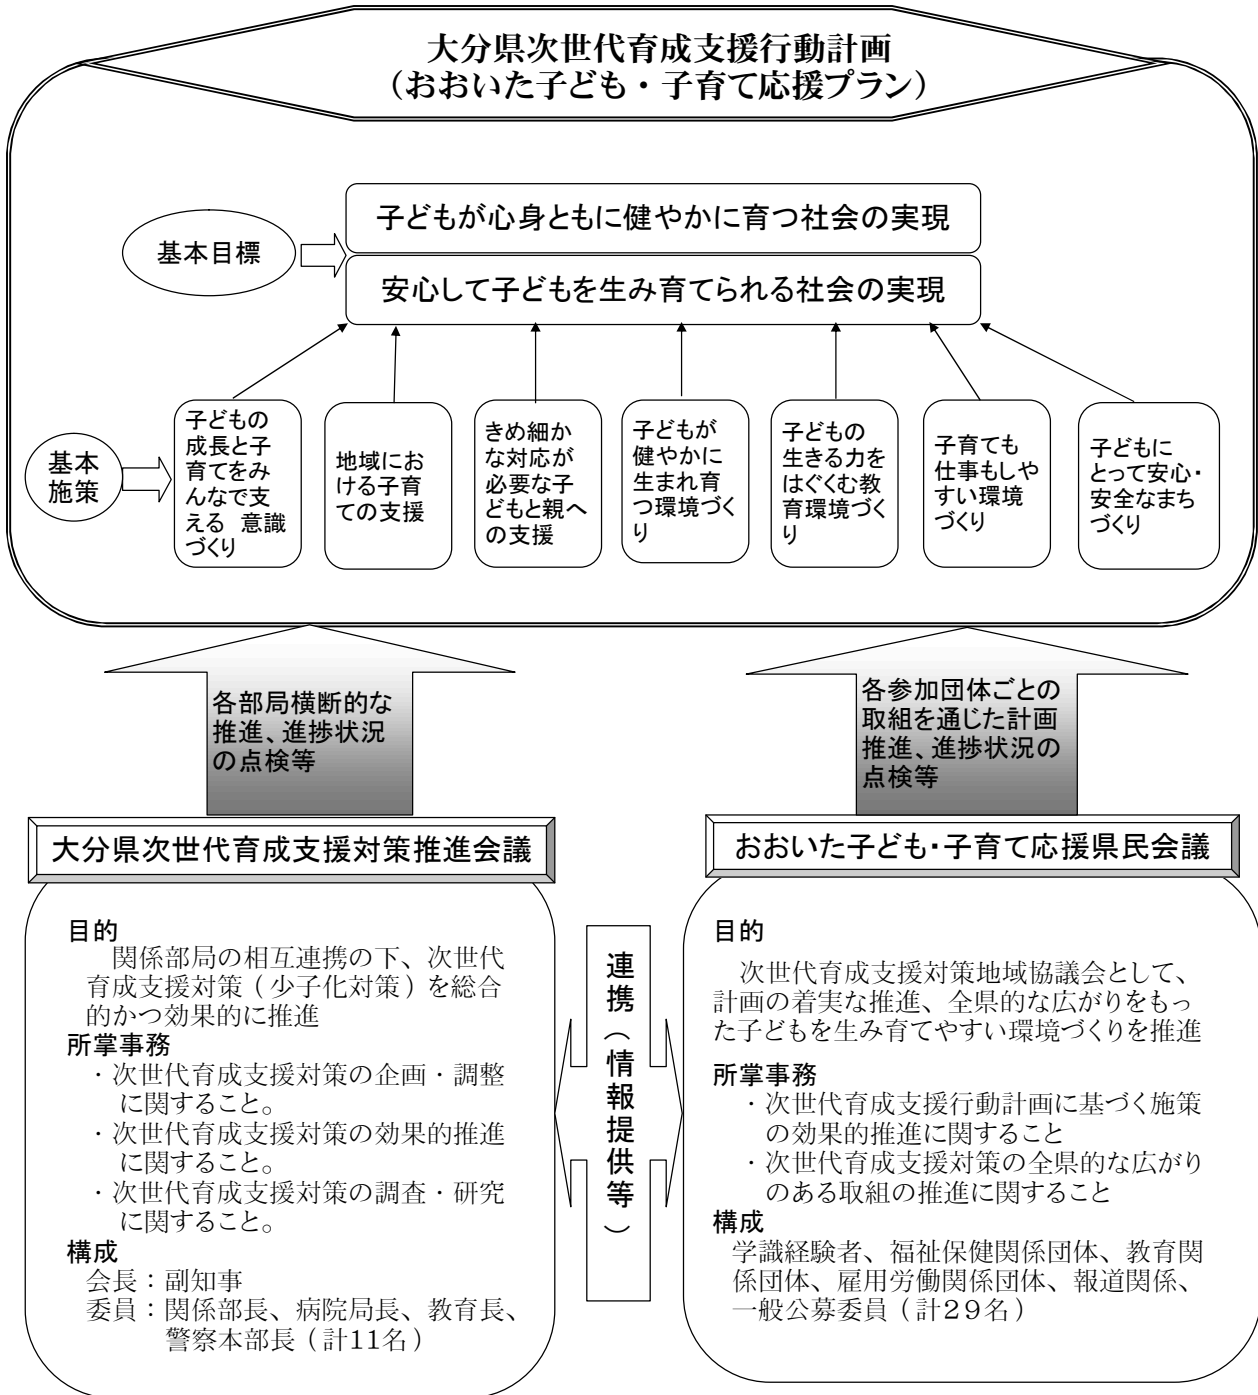 大分県次世代育成支援行動計画
（おおいた子ども・子育て応援プラン）
子どもが心身ともに健やかに育つ社会の実現
基本目標
安心して子どもを生み育てられる社会の実現
基本
施策
子どもの
成長と子
育てをみ
んなで支
える　意識
づくり
地域にお
ける子育
ての支援
きめ細か
な対応が
必要な子
どもと親へ
の支援
子どもが
健やかに
生まれ育
つ環境づく
り
子どもの
生きる力を
はぐくむ教
育環境づく
り
子育ても
仕事もしや
すい環境
づくり
子どもに
とって安心・
安全なまち
づくり
各部局横断的な
推進、進捗状況
の点検等
各参加団体ごとの
取組を通じた計画
推進、進捗状況の
点検等
大分県次世代育成支援対策推進会議
目的
関係部局の相互連携の下、次世代
育成支援対策（少子化対策）を総合
的かつ効果的に推進
所掌事務
・次世代育成支援対策の企画・調整
に関すること。
・次世代育成支援対策の効果的推進
に関すること。
・次世代育成支援対策の調査・研究
に関すること。
構成
会長：副知事
委員：関係部長、病院局長、教育長、
警察本部長（計11名）
連携（情報提供等）
おおいた子ども・子育て応援県民会議
目的
次世代育成支援対策地域協議会として、
計画の着実な推進、全県的な広がりをもっ
た子どもを生み育てやすい環境づくりを推進
所掌事務
・次世代育成支援行動計画に基づく施策
の効果的推進に関すること
・次世代育成支援対策の全県的な広がり
のある取組の推進に関すること
構成
学識経験者、福祉保健関係団体、教育関
係団体、雇用労働関係団体、報道関係、
一般公募委員（計29名）